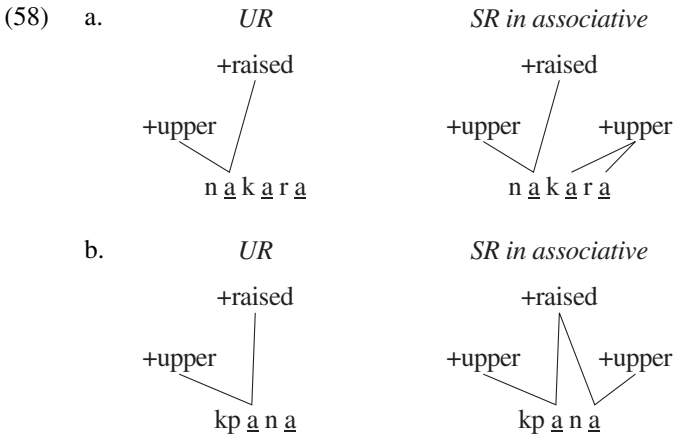 (58) a. UR SR in associative
+raised +raised
+upper +upper +upper
n a k a r a n a k a r a
b. UR SR in associative
+raised +raised
+upper +upper +upper
kp a n a kp a n a